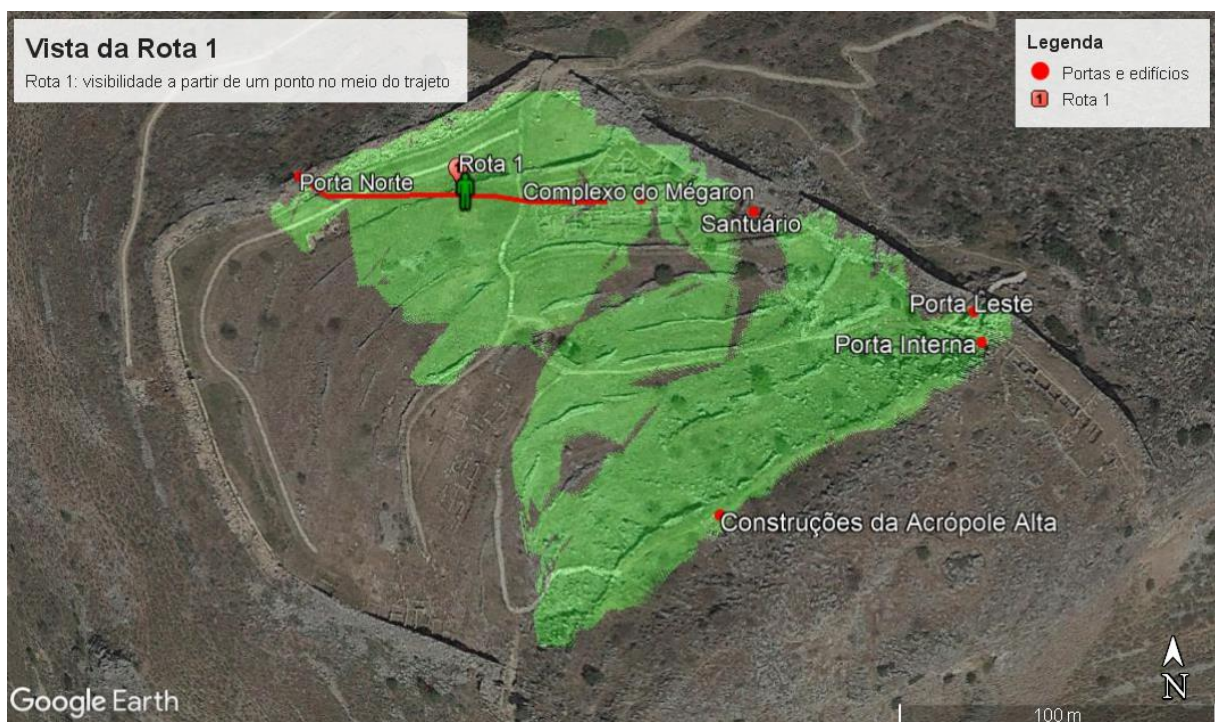 Vista da Rota 1
Rota 1: visibilidade a partir de um ponto no meio do trajeto
Legenda
Portas e edifícios
1 Rota 1
Rota 1
Porta Norte
Complexo do Mégaron
Santuário
Porta Leste
Porta Interna
Construções da Acrópole Alta
N
Google Earth
100 m